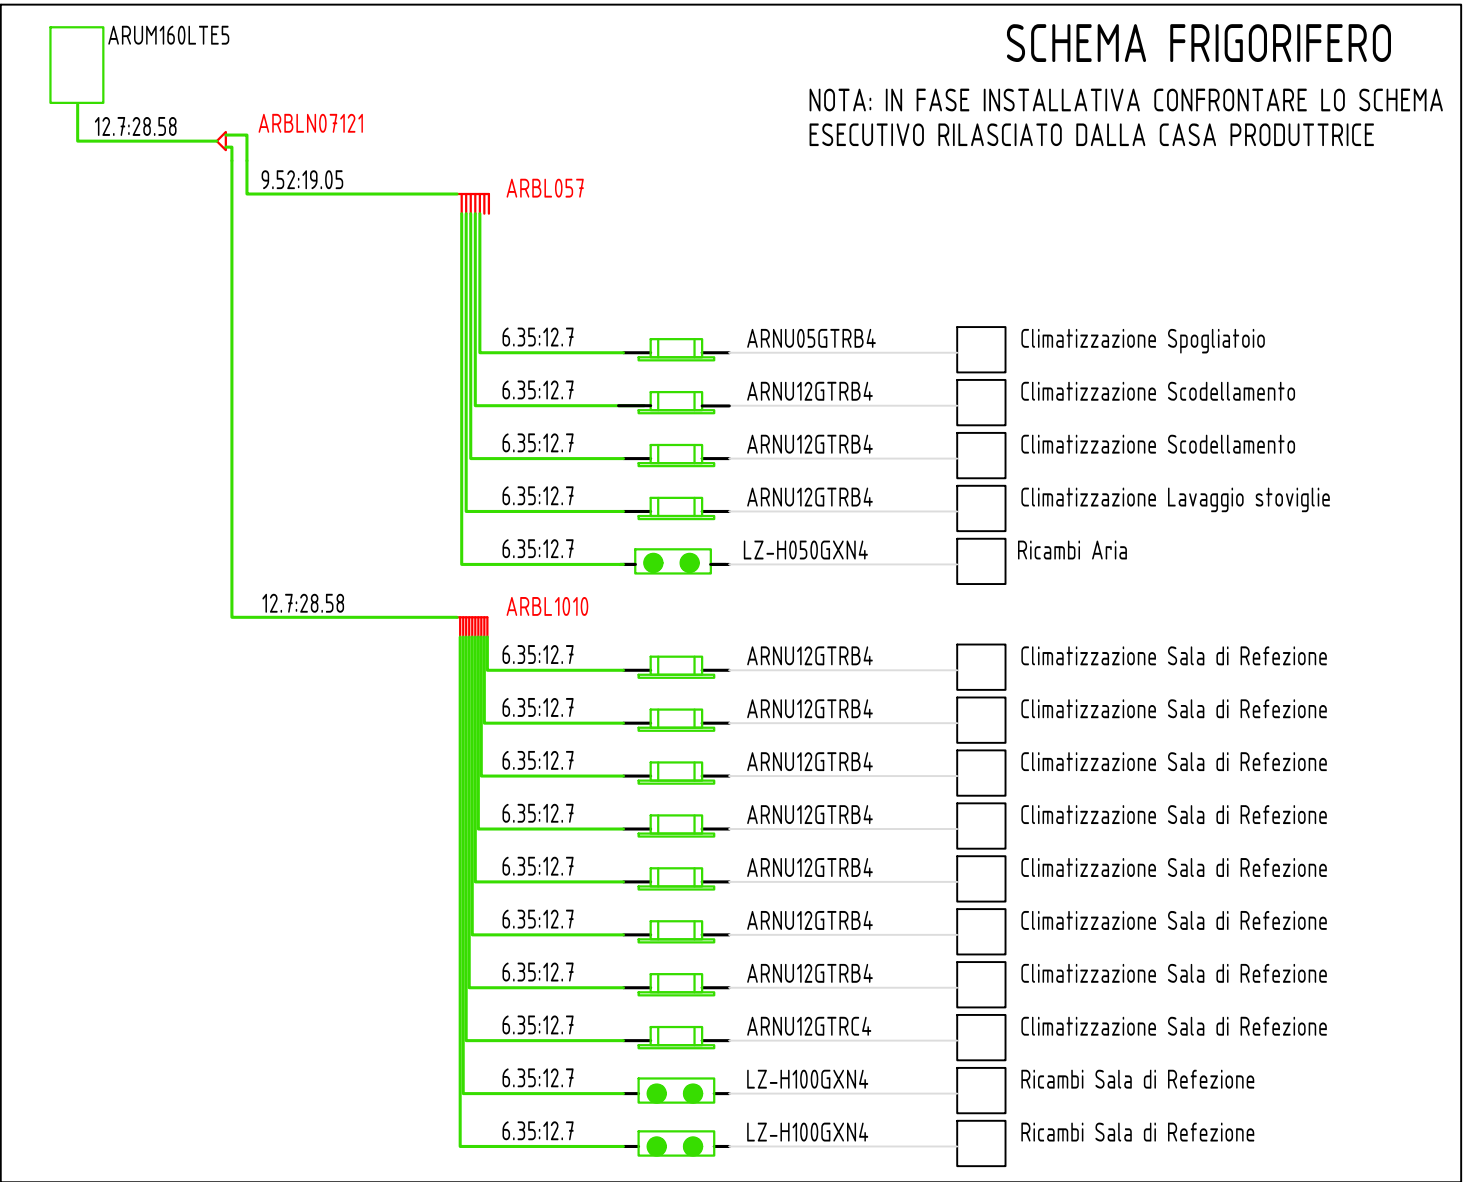 SCHEMA FRIGORIFERO
NOTA: IN FASE INSTALLATIVA CONFRONTARE LO SCHEMA
ESECUTIVO RILASCIATO DALLA CASA PRODUTTRICE
ARUM160LTE5
12.7:28.58
ARBLN07121
9.52:19.05
ARBL057
6.35:12.7 ARNU05GTRB4 Climatizzazione Spogliatoio
6.35:12.7 ARNU12GTRB4 Climatizzazione Scodellamento
6.35:12.7 ARNU12GTRB4 Climatizzazione Scodellamento
6.35:12.7 ARNU12GTRB4 Climatizzazione Lavaggio stoviglie
6.35:12.7 LZ-H050GXN4 Ricambi Aria
12.7:28.58
ARBL1010
6.35:12.7 ARNU12GTRB4 Climatizzazione Sala di Refezione
6.35:12.7 ARNU12GTRB4 Climatizzazione Sala di Refezione
6.35:12.7 ARNU12GTRB4 Climatizzazione Sala di Refezione
6.35:12.7 ARNU12GTRB4 Climatizzazione Sala di Refezione
6.35:12.7 ARNU12GTRB4 Climatizzazione Sala di Refezione
6.35:12.7 ARNU12GTRB4 Climatizzazione Sala di Refezione
6.35:12.7 ARNU12GTRB4 Climatizzazione Sala di Refezione
6.35:12.7 ARNU12GTRC4 Climatizzazione Sala di Refezione
6.35:12.7 LZ-H100GXN4 Ricambi Sala di Refezione
6.35:12.7 LZ-H100GXN4 Ricambi Sala di Refezione